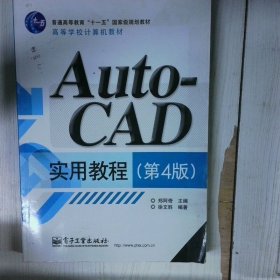 普通高等教育“十一五”国家级规划教材
高等学校计算机教材
Auto-
CAD
实用教程（第4版）
郑阿奇 主编
徐文胜 编著
电子工业出版社